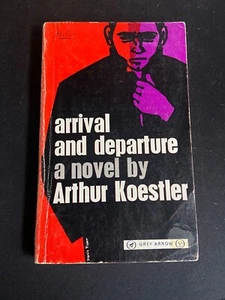 arrival
and departure
a novel by
Arthur Koestler
GREY ARROW